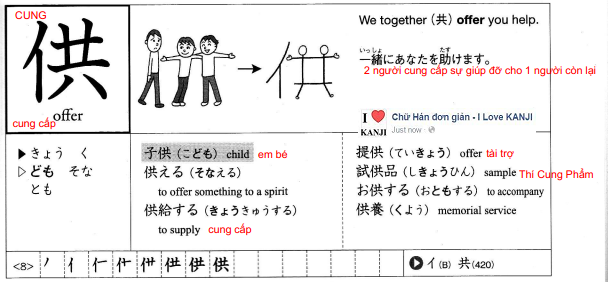 CUNG
供
offer
cung cấp
We together (共) offer you help.
いっしょ たす
一緒にあなたを助けます。
2 người cung cấp sự giúp đỡ cho 1 người còn lại
I ❤ KANJI
Chữ Hán đơn giản - I Love KANJI
Just now
▶ きょう く
▷ ども そな
とも
子供 (こども) child em bé
供える (そなえる)
to offer something to a spirit
供給する (きょうきゅうする)
to supply cung cấp
提供 (ていきょう) offer tài trợ
試供品 (しきょうひん) sample Thí Cung Phẩm
お供する (おともする) to accompany
供養 (くよう) memorial service
<8>
供
▶ イ(B) 共(420)